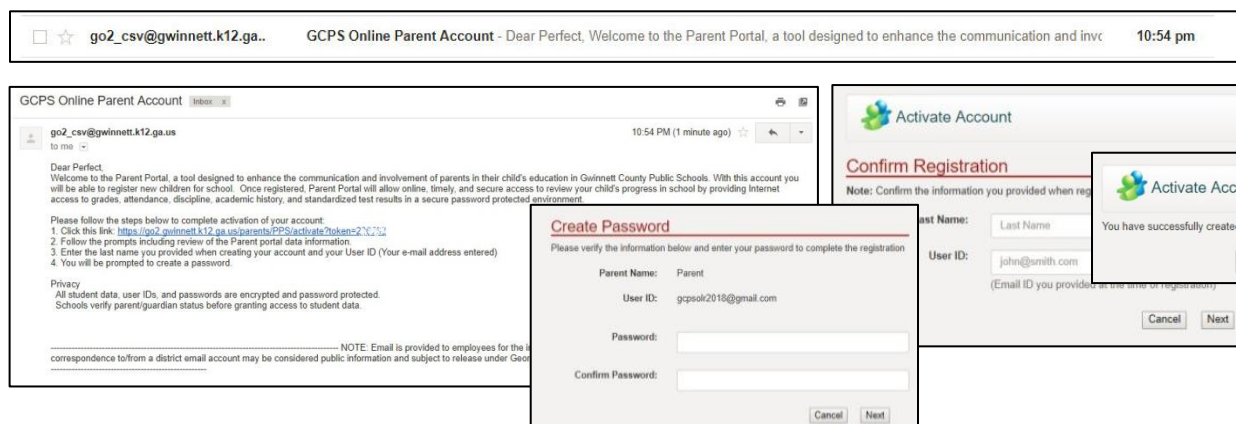 go2_csv@gwinnett.k12.ga.. GCPS Online Parent Account - Dear Perfect, Welcome to the Parent Portal, a tool designed to enhance the communication and invo 10:54 pm
GCPS Online Parent Account Inbox x
go2_csv@gwinnett.k12.ga.us 10:54 PM (1 minute ago)
to me
Dear Perfect,
Welcome to the Parent Portal, a tool designed to enhance the communication and involvement of parents in their child's education in Gwinnett County Public Schools. With this account you
will be able to register new children for school. Once registered, Parent Portal will allow online, timely, and secure access to review your child's progress in school by providing Internet
access to grades, attendance, discipline, academic history, and standardized test results in a secure password protected environment.
Please follow the steps below to complete activation of your account:
1. Click this link: https://go2.gwinnett.k12.ga.us/parents/PPS/activate?token=2
2. Follow the prompts including review of the Parent portal data information.
3. Enter the last name you provided when creating your account and your User ID (Your e-mail address entered)
4. You will be prompted to create a password.
Privacy
All student data, user IDs, and passwords are encrypted and password protected.
Schools verify parent/guardian status before granting access to student data.
NOTE: Email is provided to employees for the
correspondence to/from a district email account may be considered public information and subject to release under Geor
Create Password
Please verify the information below and enter your password to complete the registration
Parent Name: Parent
User ID: gcpsolr2018@gmail.com
Password:
Confirm Password:
Cancel Next
Activate Account
Confirm Registration
Note: Confirm the information you provided when reg
ast Name: Last Name
User ID: john@smith.com
(Email ID you provided at the time of registration)
Cancel Next
Activate Acc
You have successfully create